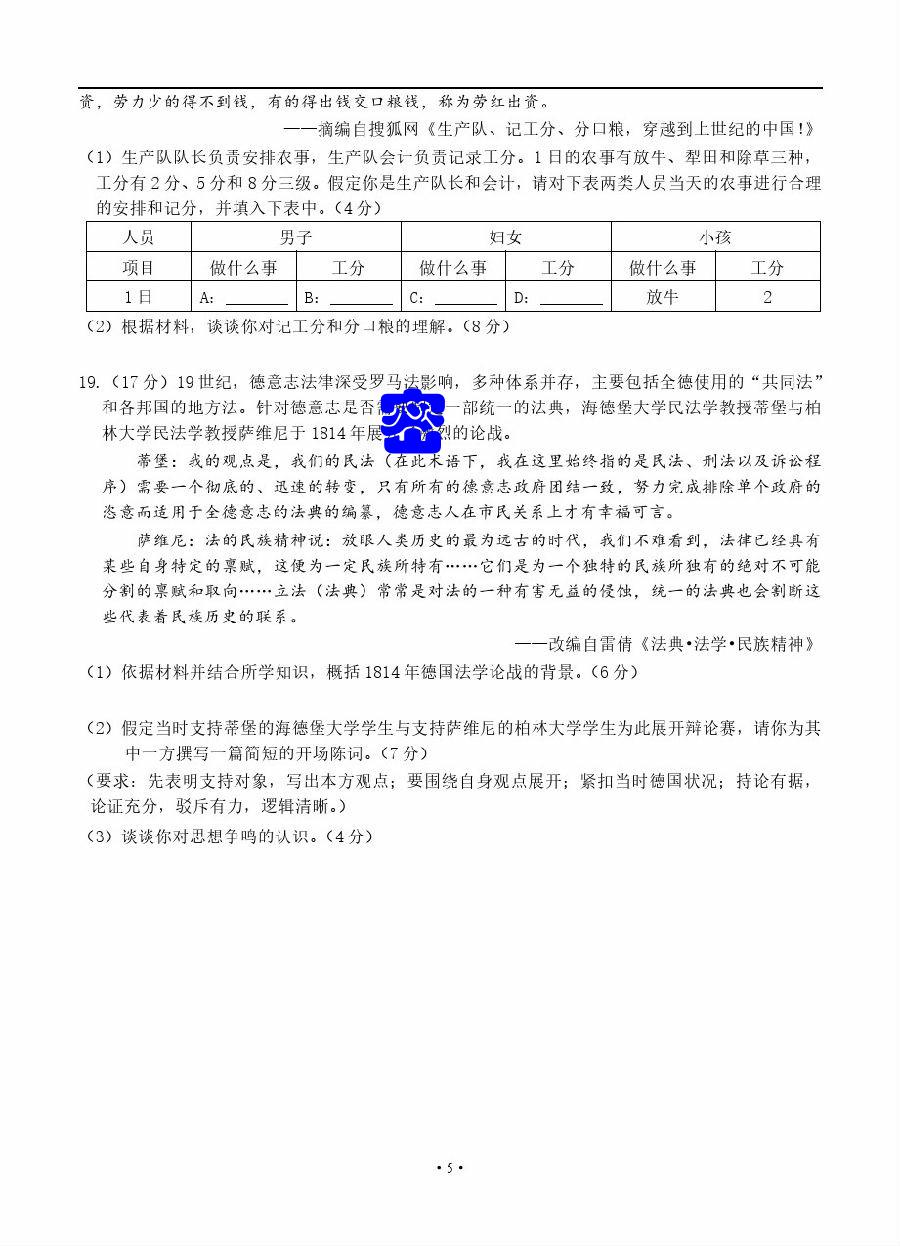 资，劳力少的得不到钱，有的得出钱交口粮钱，称为劳红出资。
——摘编自搜狐网《生产队、记工分、分口粮，穿越到上世纪的中国！》
（1）生产队队长负责安排农事，生产队会计负责记录工分。1日的农事有放牛、犁田和除草三种，
工分有2分、5分和8分三级。假定你是生产队长和会计，请对下表两类人员当天的农事进行合理
的安排和记分，并填入下表中。（4分）
人员 男子 妇女 小孩
项目 做什么事 工分 做什么事 工分 做什么事 工分
1日 A：______ B：______ C：______ D：______ 放牛 2
（2）根据材料，谈谈你对记工分和分口粮的理解。（8分）
19.（17分）19世纪，德意志法律深受罗马法影响，多种体系并存，主要包括全德使用的“共同法”
和各邦国的地方法。针对德意志是否 一部统一的法典，海德堡大学民法学教授蒂堡与柏
林大学民法学教授萨维尼于1814年展 烈的论战。
蒂堡：我的观点是，我们的民法（在此术语下，我在这里始终指的是民法、刑法以及诉讼程
序）需要一个彻底的、迅速的转变，只有所有的德意志政府团结一致，努力完成排除单个政府的
恣意而适用于全德意志的法典的编纂，德意志人在市民关系上才有幸福可言。
萨维尼：法的民族精神说：放眼人类历史的最为远古的时代，我们不难看到，法律已经具有
某些自身特定的禀赋，这便为一定民族所特有……它们是为一个独特的民族所独有的绝对不可能
分割的禀赋和取向……立法（法典）常常是对法的一种有害无益的侵蚀，统一的法典也会割断这
些代表着民族历史的联系。
——改编自雷倩《法典•法学•民族精神》
（1）依据材料并结合所学知识，概括1814年德国法学论战的背景。（6分）
（2）假定当时支持蒂堡的海德堡大学学生与支持萨维尼的柏林大学学生为此展开辩论赛，请你为其
中一方撰写一篇简短的开场陈词。（7分）
（要求：先表明支持对象，写出本方观点；要围绕自身观点展开；紧扣当时德国状况；持论有据，
论证充分，驳斥有力，逻辑清晰。）
（3）谈谈你对思想争鸣的认识。（4分）
•5•